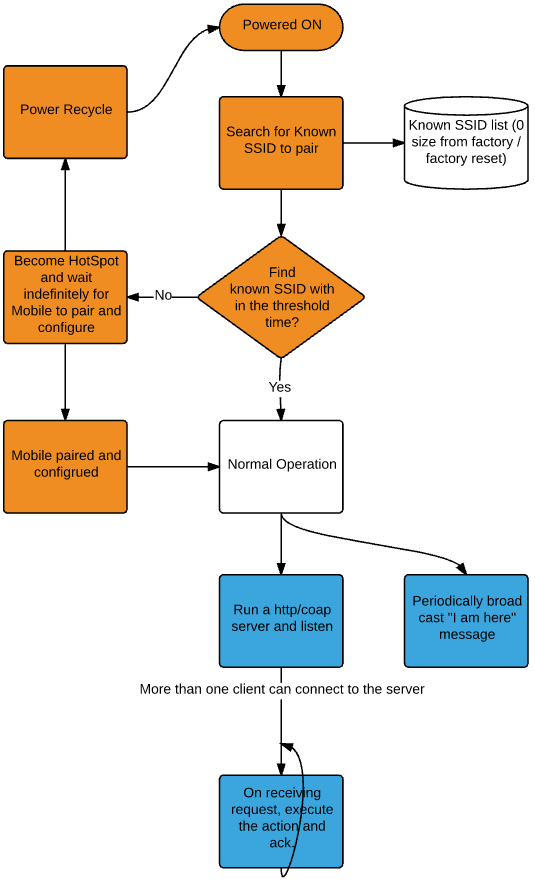 Powered ON
Power Recycle
Search for Known
SSID to pair
Known SSID list (0
size from factory /
factory reset)
Become HotSpot
and wait
indefinitely for
Mobile to pair and
configure
No
Find
known SSID with
in the threshold
time?
Yes
Mobile paired and
configrued
Normal Operation
Run a http/coap
server and listen
Periodically broad
cast "I am here"
message
More than one client can connect to the server
On receiving
request, execute
the action and
ack.